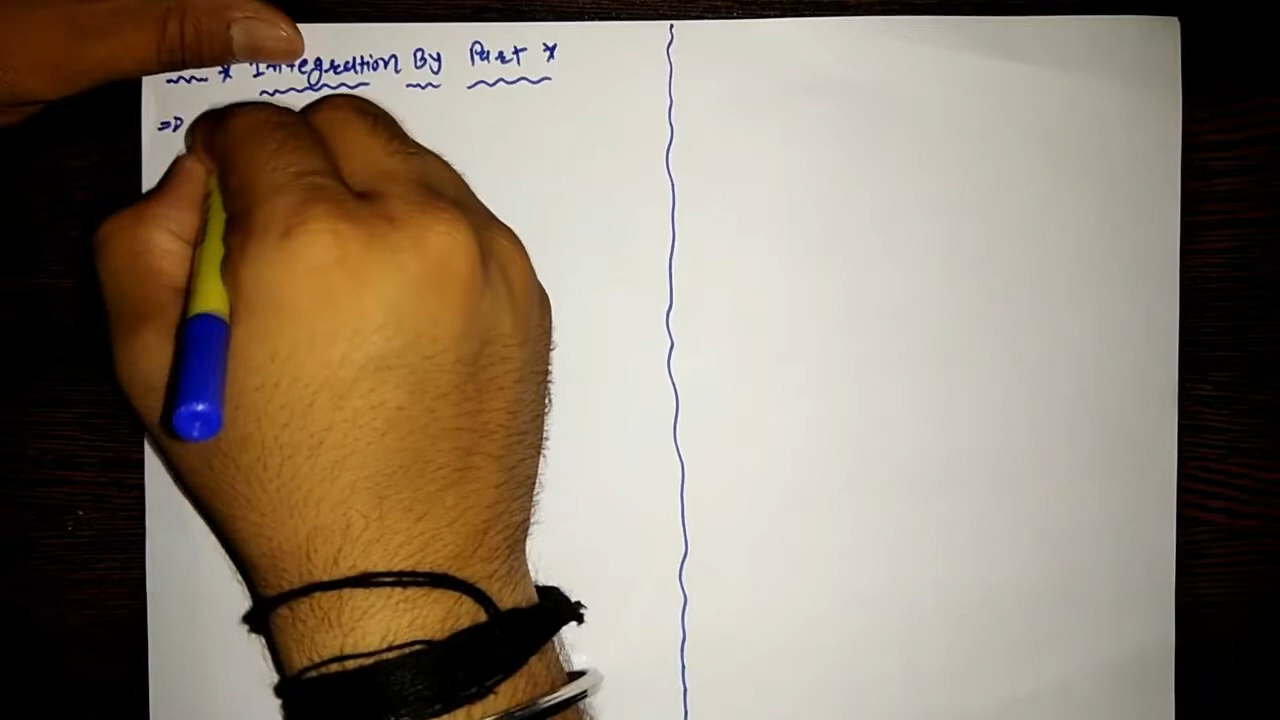 * Integration By Part *
=>